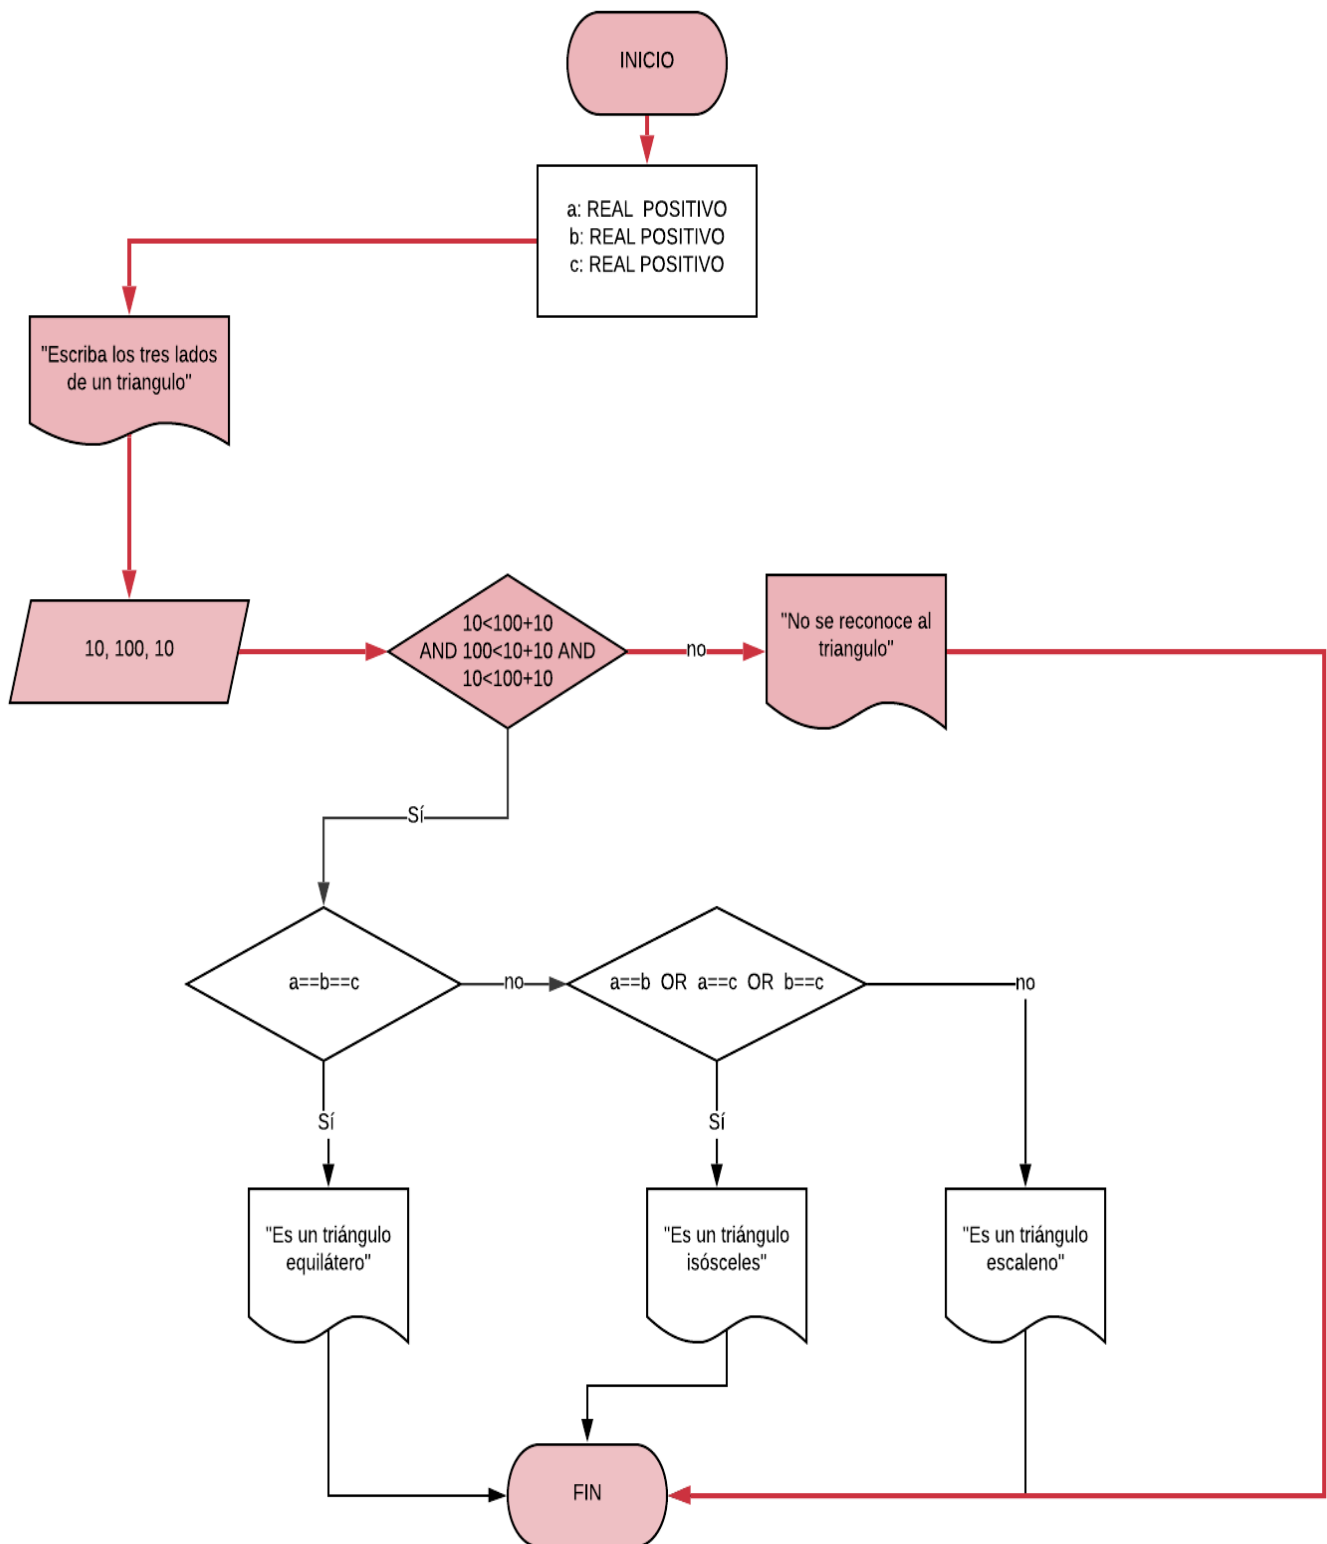 INICIO
a: REAL  POSITIVO
b: REAL POSITIVO
c: REAL POSITIVO
"Escriba los tres lados
de un triangulo"
10, 100, 10
10<100+10
AND 100<10+10 AND
10<100+10
no
"No se reconoce al
triangulo"
Sí
a==b==c
no
a==b  OR  a==c  OR  b==c
no
Sí
Sí
"Es un triángulo
equilátero"
"Es un triángulo
isósceles"
"Es un triángulo
escaleno"
FIN